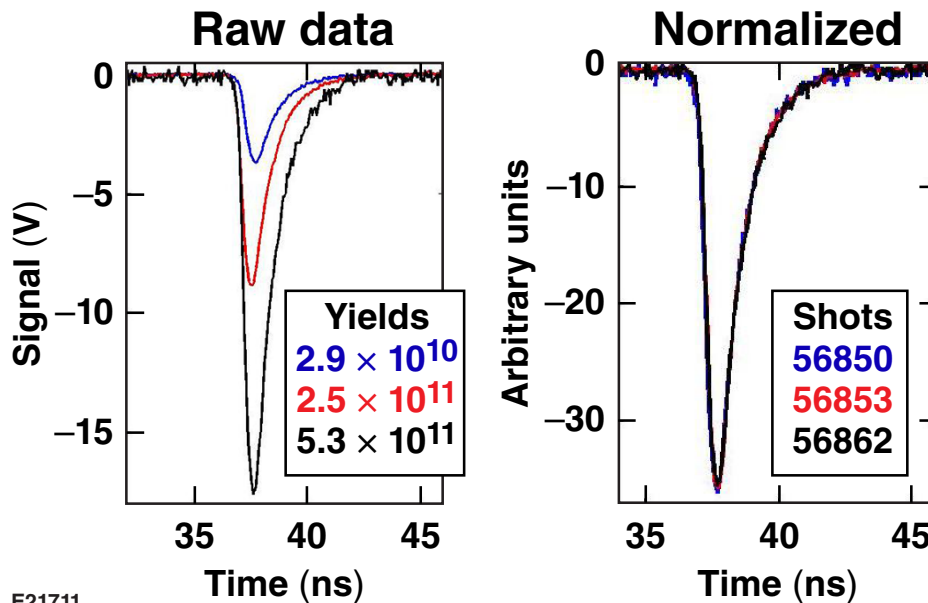 Raw data
Normalized
0
−5
−10
−15
Signal (V)
35
40
45
Time (ns)
Yields
2.9 × 10¹⁰
2.5 × 10¹¹
5.3 × 10¹¹
0
−10
−20
−30
Arbitrary units
35
40
45
Time (ns)
Shots
56850
56853
56862
E21711